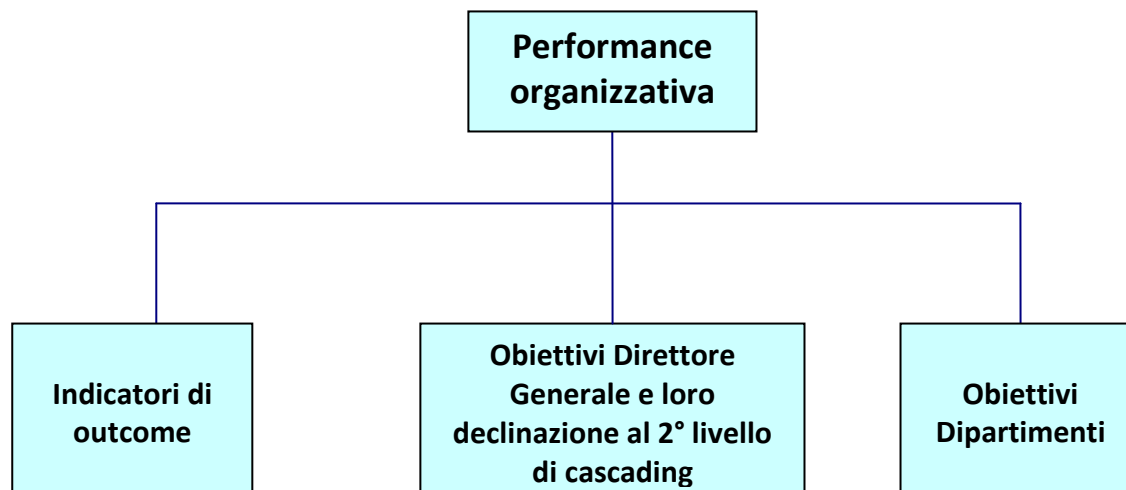 Performance
organizzativa
Indicatori di
outcome
Obiettivi Direttore
Generale e loro
declinazione al 2° livello
di cascading
Obiettivi
Dipartimenti